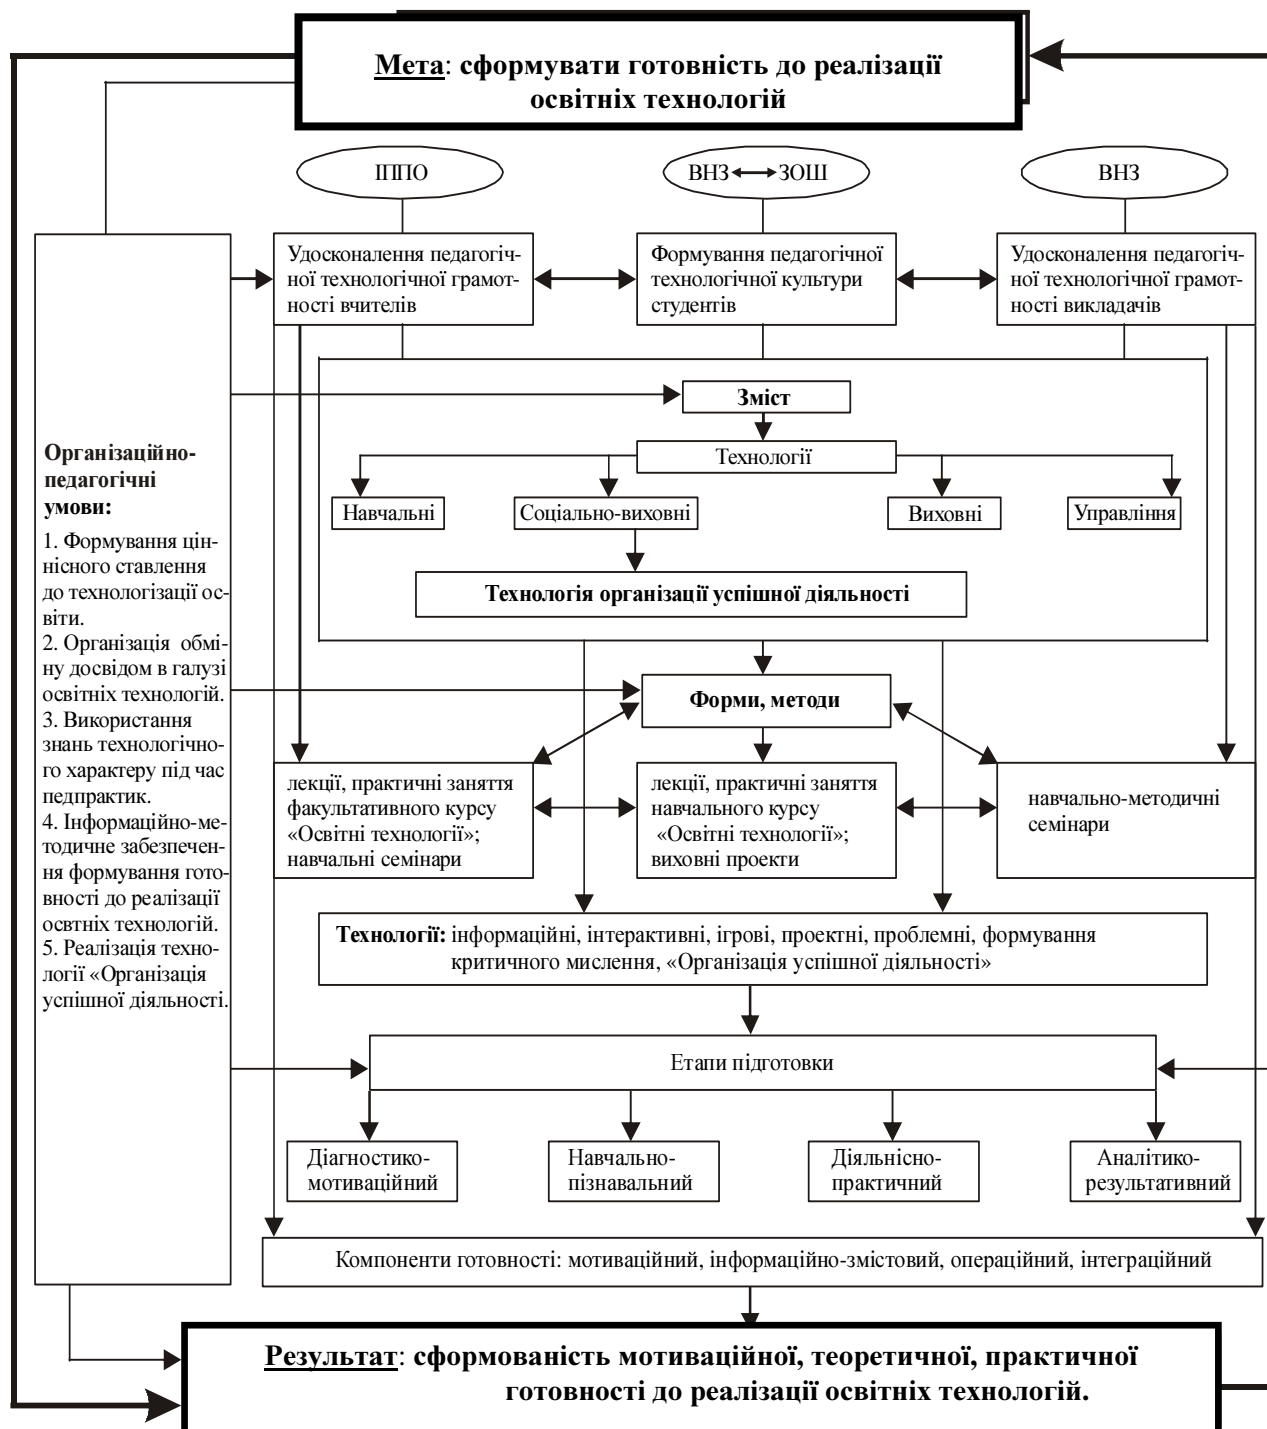 Мета: сформувати готовність до реалізації
освітніх технологій
ІППО
ВНЗ ЗОШ
ВНЗ
Удосконалення педагогіч-
ної технологічної грамот-
ності вчителів
Формування педагогічної
технологічної культури
студентів
Удосконалення педагогіч-
ної технологічної грамот-
ності викладачів
Організаційно-
педагогічні
умови:
1. Формування цін-
нісного ставлення
до технологізації ос-
віти.
2. Організація обмі-
ну досвідом в галузі
освітніх технологій.
3. Використання
знань технологічно-
го характеру під час
педпрактик.
4. Інформаційно-ме-
тодичне забезпечен-
ня формування гото-
вності до реалізації
освтніх технологій.
5. Реалізація техно-
логії «Організація
успішної діяльності.
Зміст
Технології
Навчальні
Соціально-виховні
Виховні
Управління
Технологія організації успішної діяльності
Форми, методи
лекції, практичні заняття
факультативного курсу
«Освітні технології»;
навчальні семінари
лекції, практичні заняття
навчального курсу
«Освітні технології»;
виховні проекти
навчально-методичні
семінари
Технології: інформаційні, інтерактивні, ігрові, проектні, проблемні, формування
критичного мислення, «Організація успішної діяльності»
Етапи підготовки
Діагностико-
мотиваційний
Навчально-
пізнавальний
Діяльнісно-
практичний
Аналітико-
результативний
Компоненти готовності: мотиваційний, інформаційно-змістовий, операційний, інтеграційний
Результат: сформованість мотиваційної, теоретичної, практичної
готовності до реалізації освітніх технологій.